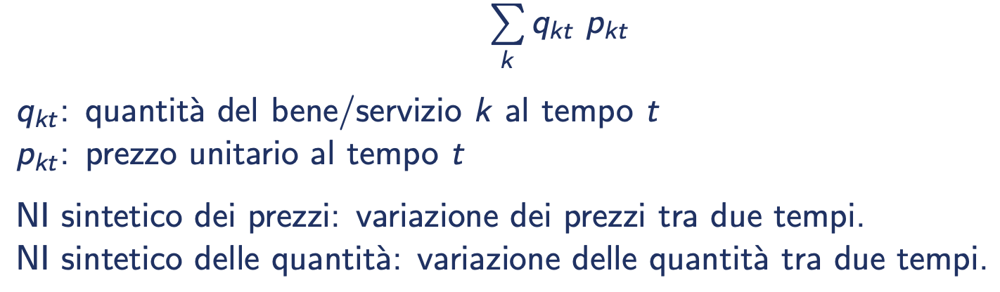 ∑ q_{kt} p_{kt}
k
q_{kt}: quantità del bene/servizio k al tempo t
p_{kt}: prezzo unitario al tempo t
NI sintetico dei prezzi: variazione dei prezzi tra due tempi.
NI sintetico delle quantità: variazione delle quantità tra due tempi.